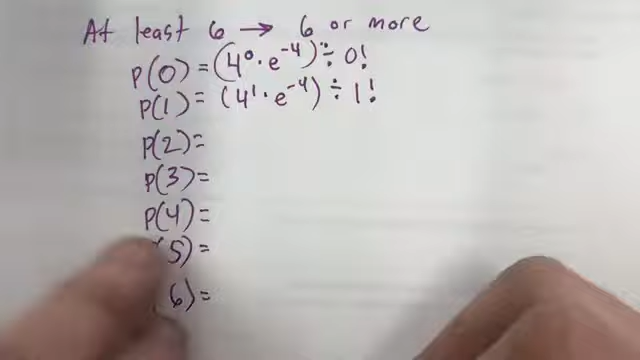 At least 6 → 6 or more
P(0) = (4⁰ · e⁻⁴) ÷ 0!
P(1) = (4¹ · e⁻⁴) ÷ 1!
P(2) =
P(3) =
P(4) =
(5) =
6) =